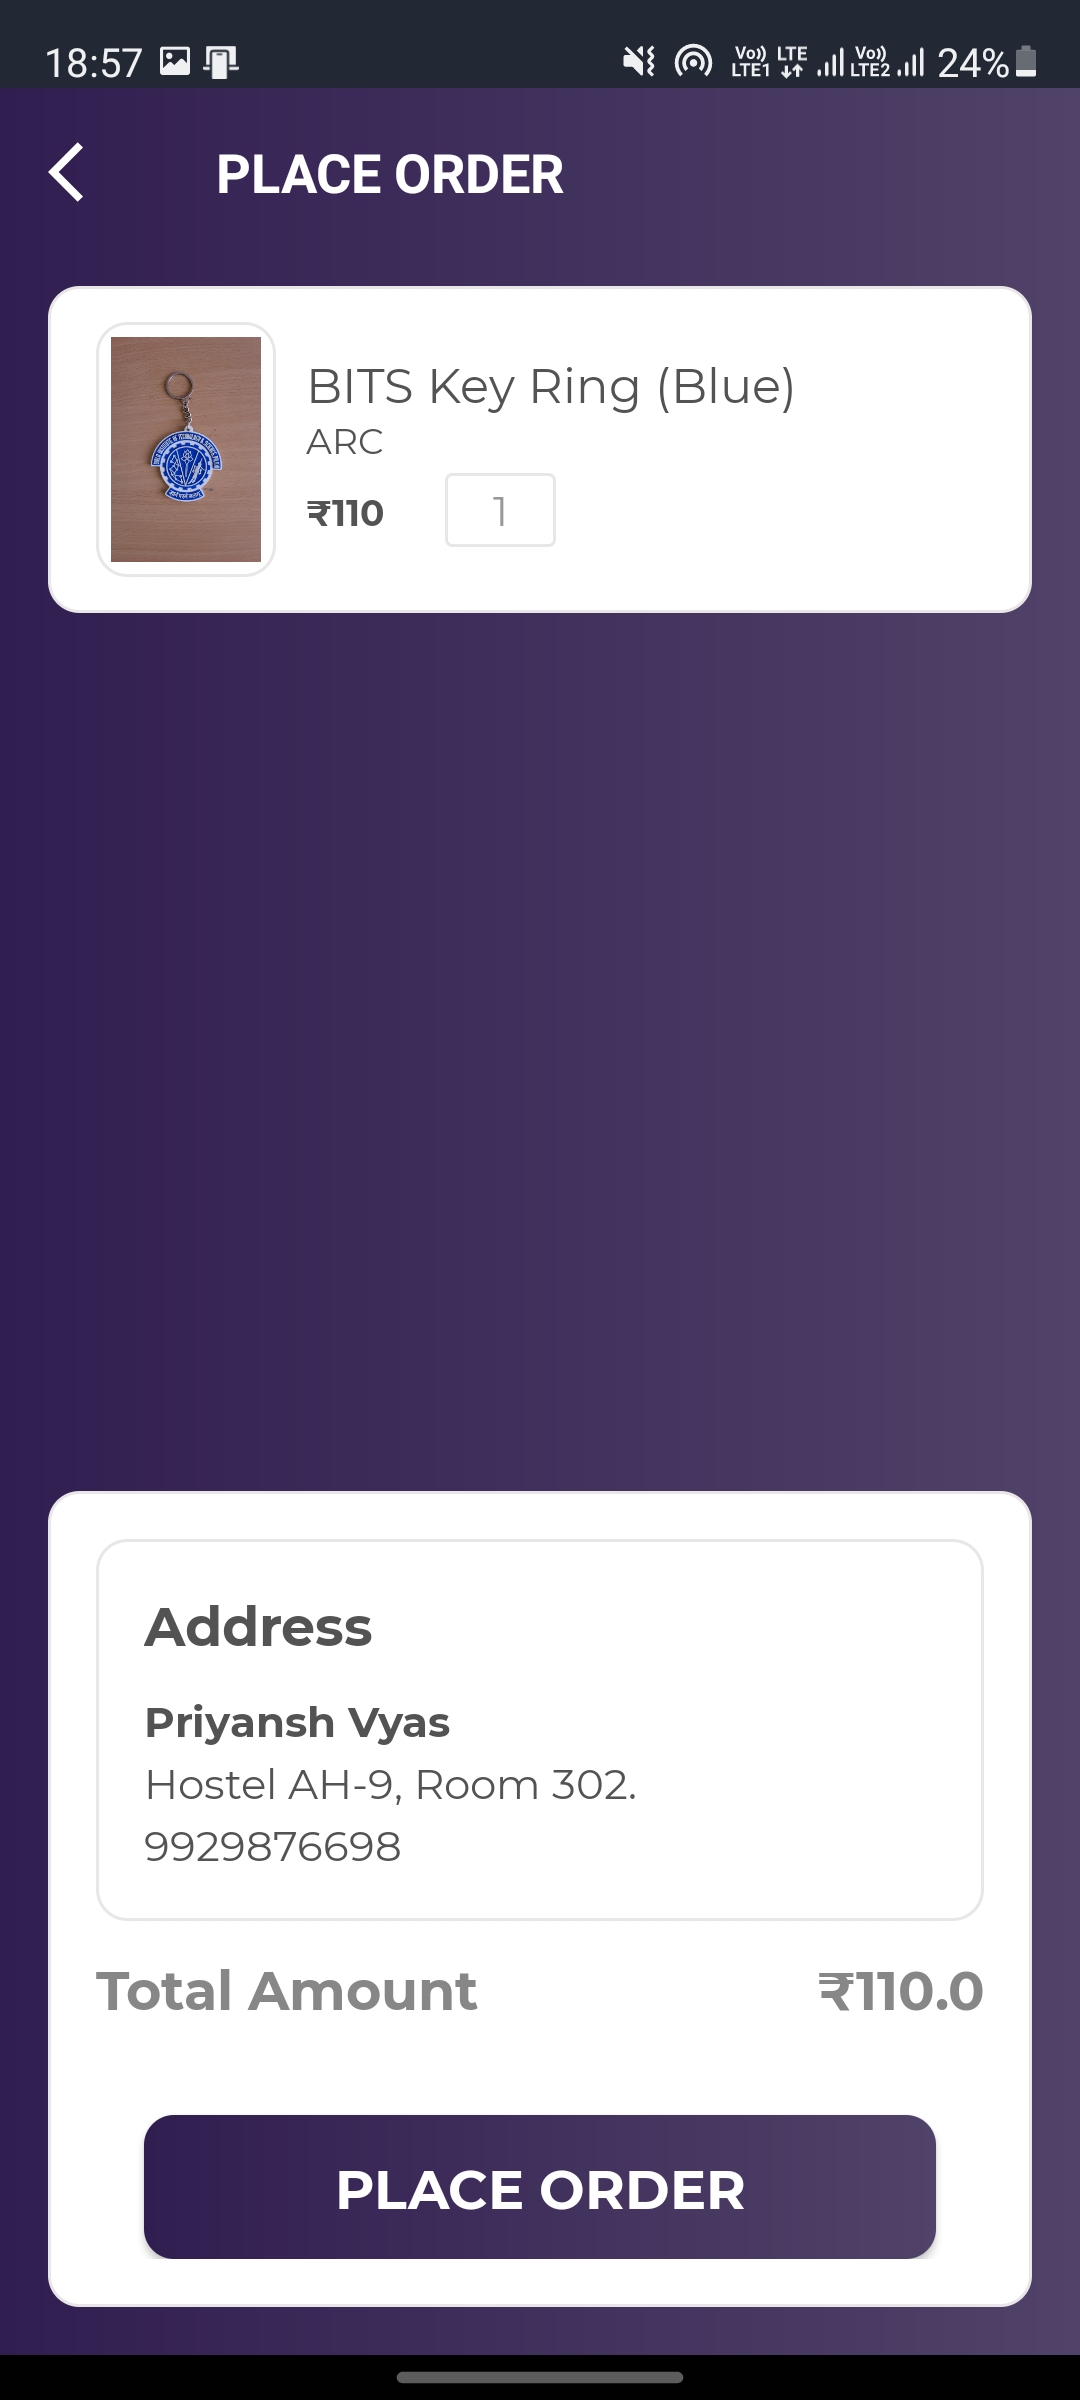 18:57
Vo)) LTE1 LTE Vo)) LTE2 24%
PLACE ORDER
BITS Key Ring (Blue)
ARC
₹110
1
Address
Priyansh Vyas
Hostel AH-9, Room 302.
9929876698
Total Amount ₹110.0
PLACE ORDER